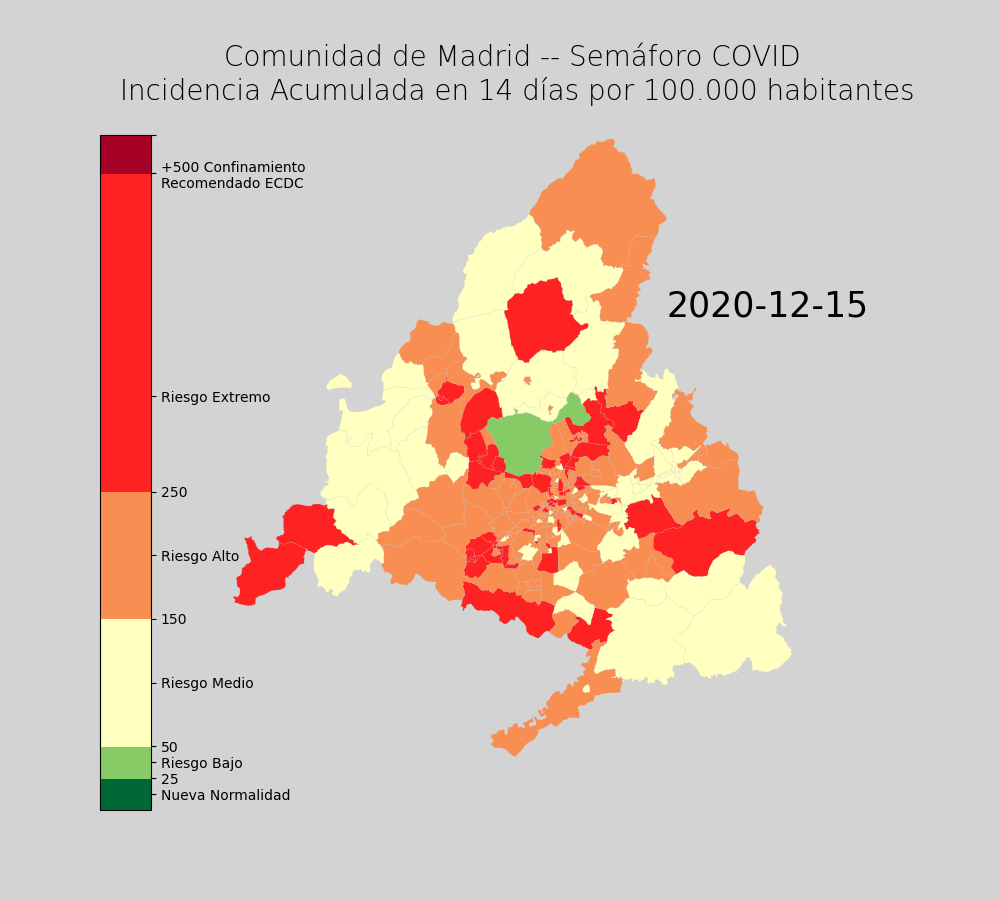 Comunidad de Madrid -- Semáforo COVID
Incidencia Acumulada en 14 días por 100.000 habitantes
+500 Confinamiento
Recomendado ECDC
2020-12-15
Riesgo Extremo
250
Riesgo Alto
150
Riesgo Medio
50
Riesgo Bajo
25
Nueva Normalidad